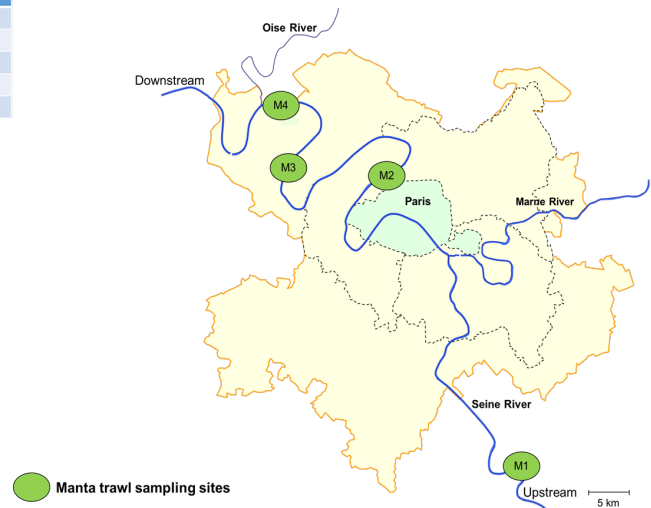 Oise River
Downstream
M4
M3
M2
Paris
Marne River
Seine River
M1
Manta trawl sampling sites
Upstream
5 km